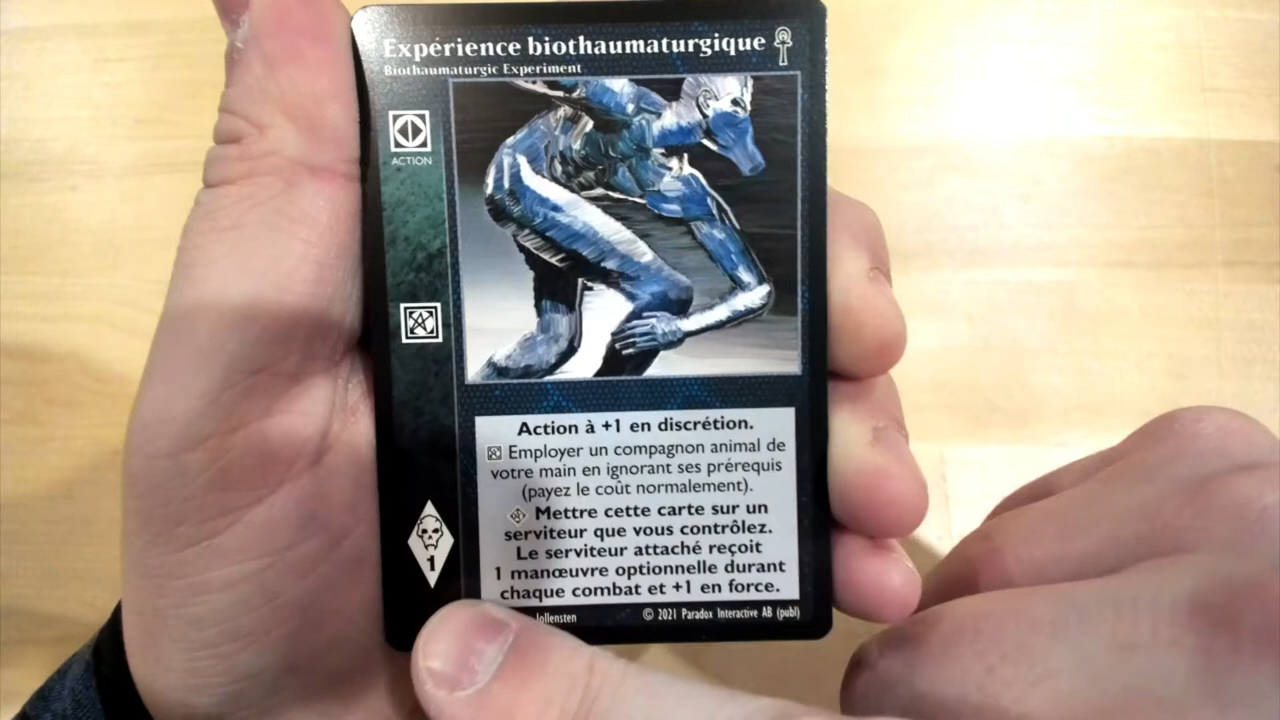 Expérience biothaumaturgique
Biothaumaturgic Experiment
ACTION
Action à +1 en discrétion.
Employer un compagnon animal de
votre main en ignorant ses prérequis
(payez le coût normalement).
Mettre cette carte sur un
serviteur que vous contrôlez.
Le serviteur attaché reçoit
1 manœuvre optionnelle durant
chaque combat et +1 en force.
1
Jollensten
© 2021 Paradox Interactive AB (publ)